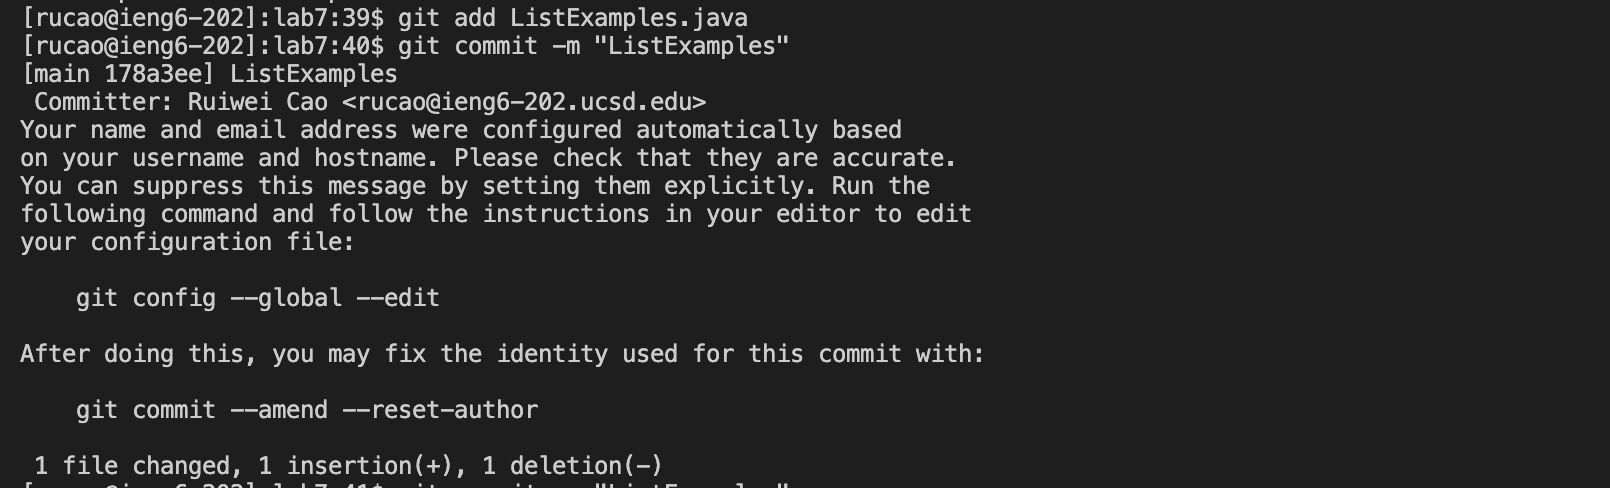 [rucao@ieng6-202]:lab7:39$ git add ListExamples.java
[rucao@ieng6-202]:lab7:40$ git commit -m "ListExamples"
[main 178a3ee] ListExamples
 Committer: Ruiwei Cao <rucao@ieng6-202.ucsd.edu>
Your name and email address were configured automatically based
on your username and hostname. Please check that they are accurate.
You can suppress this message by setting them explicitly. Run the
following command and follow the instructions in your editor to edit
your configuration file:

    git config --global --edit

After doing this, you may fix the identity used for this commit with:

    git commit --amend --reset-author

 1 file changed, 1 insertion(+), 1 deletion(-)